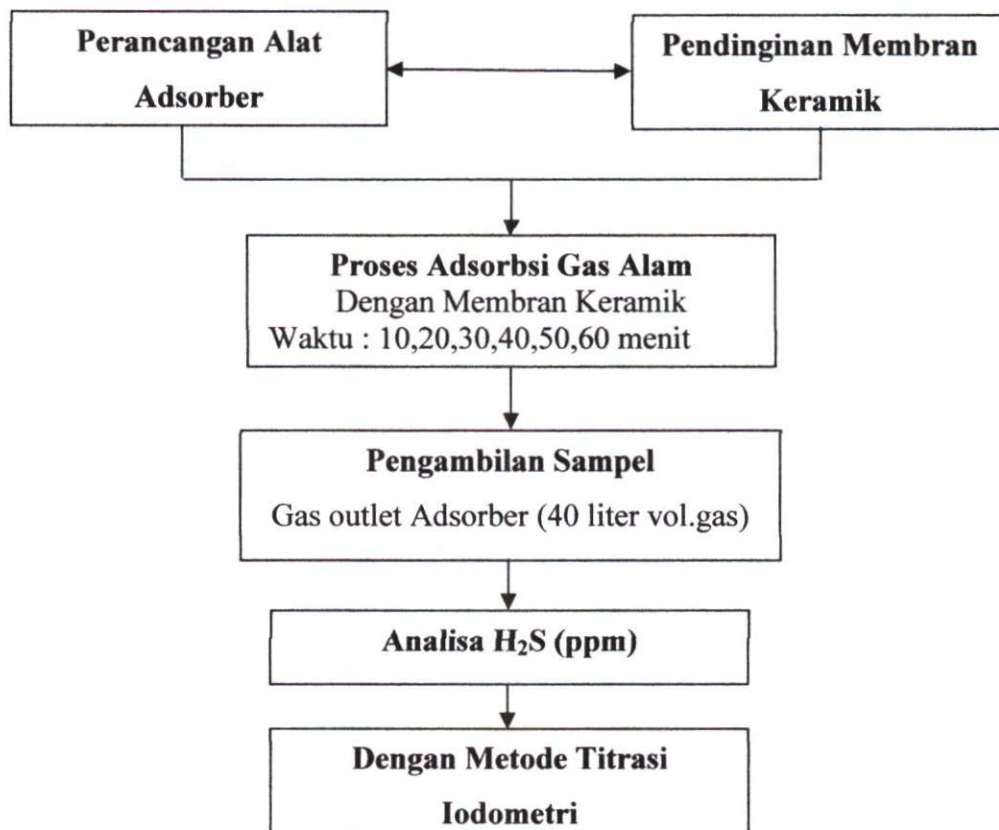 Perancangan Alat
Adsorber
Pendinginan Membran
Keramik
Proses Adsorbsi Gas Alam
Dengan Membran Keramik
Waktu : 10,20,30,40,50,60 menit
Pengambilan Sampel
Gas outlet Adsorber (40 liter vol.gas)
Analisa H₂S (ppm)
Dengan Metode Titrasi
Iodometri